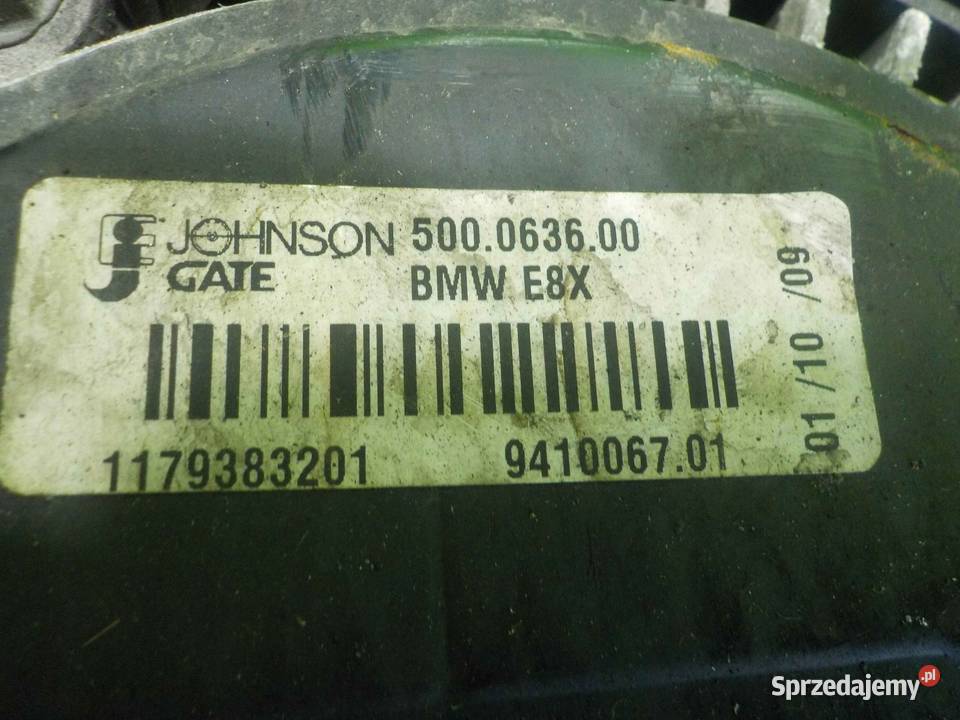 JOHNSON 500.0636.00
GATE BMW E8X
01/10/09
1179383201 9410067.01
Sprzedajemy.pl